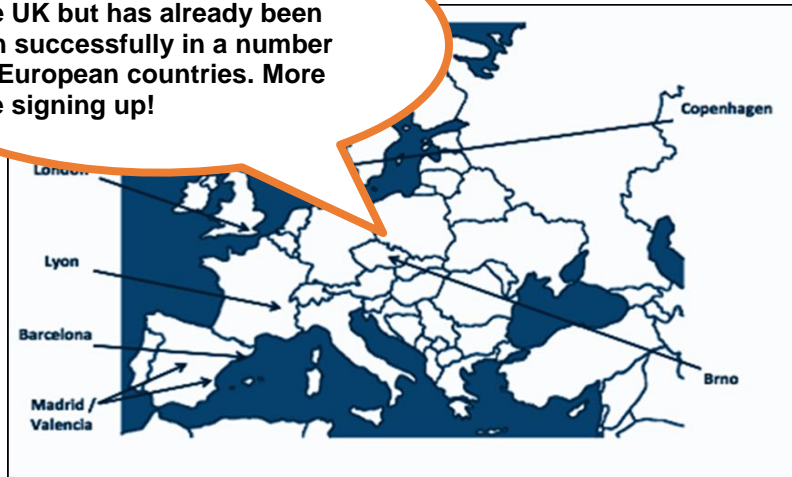 UK but has already been
successfully in a number
European countries. More
signing up!
Copenhagen
London
Lyon
Barcelona
Madrid /
Valencia
Brno